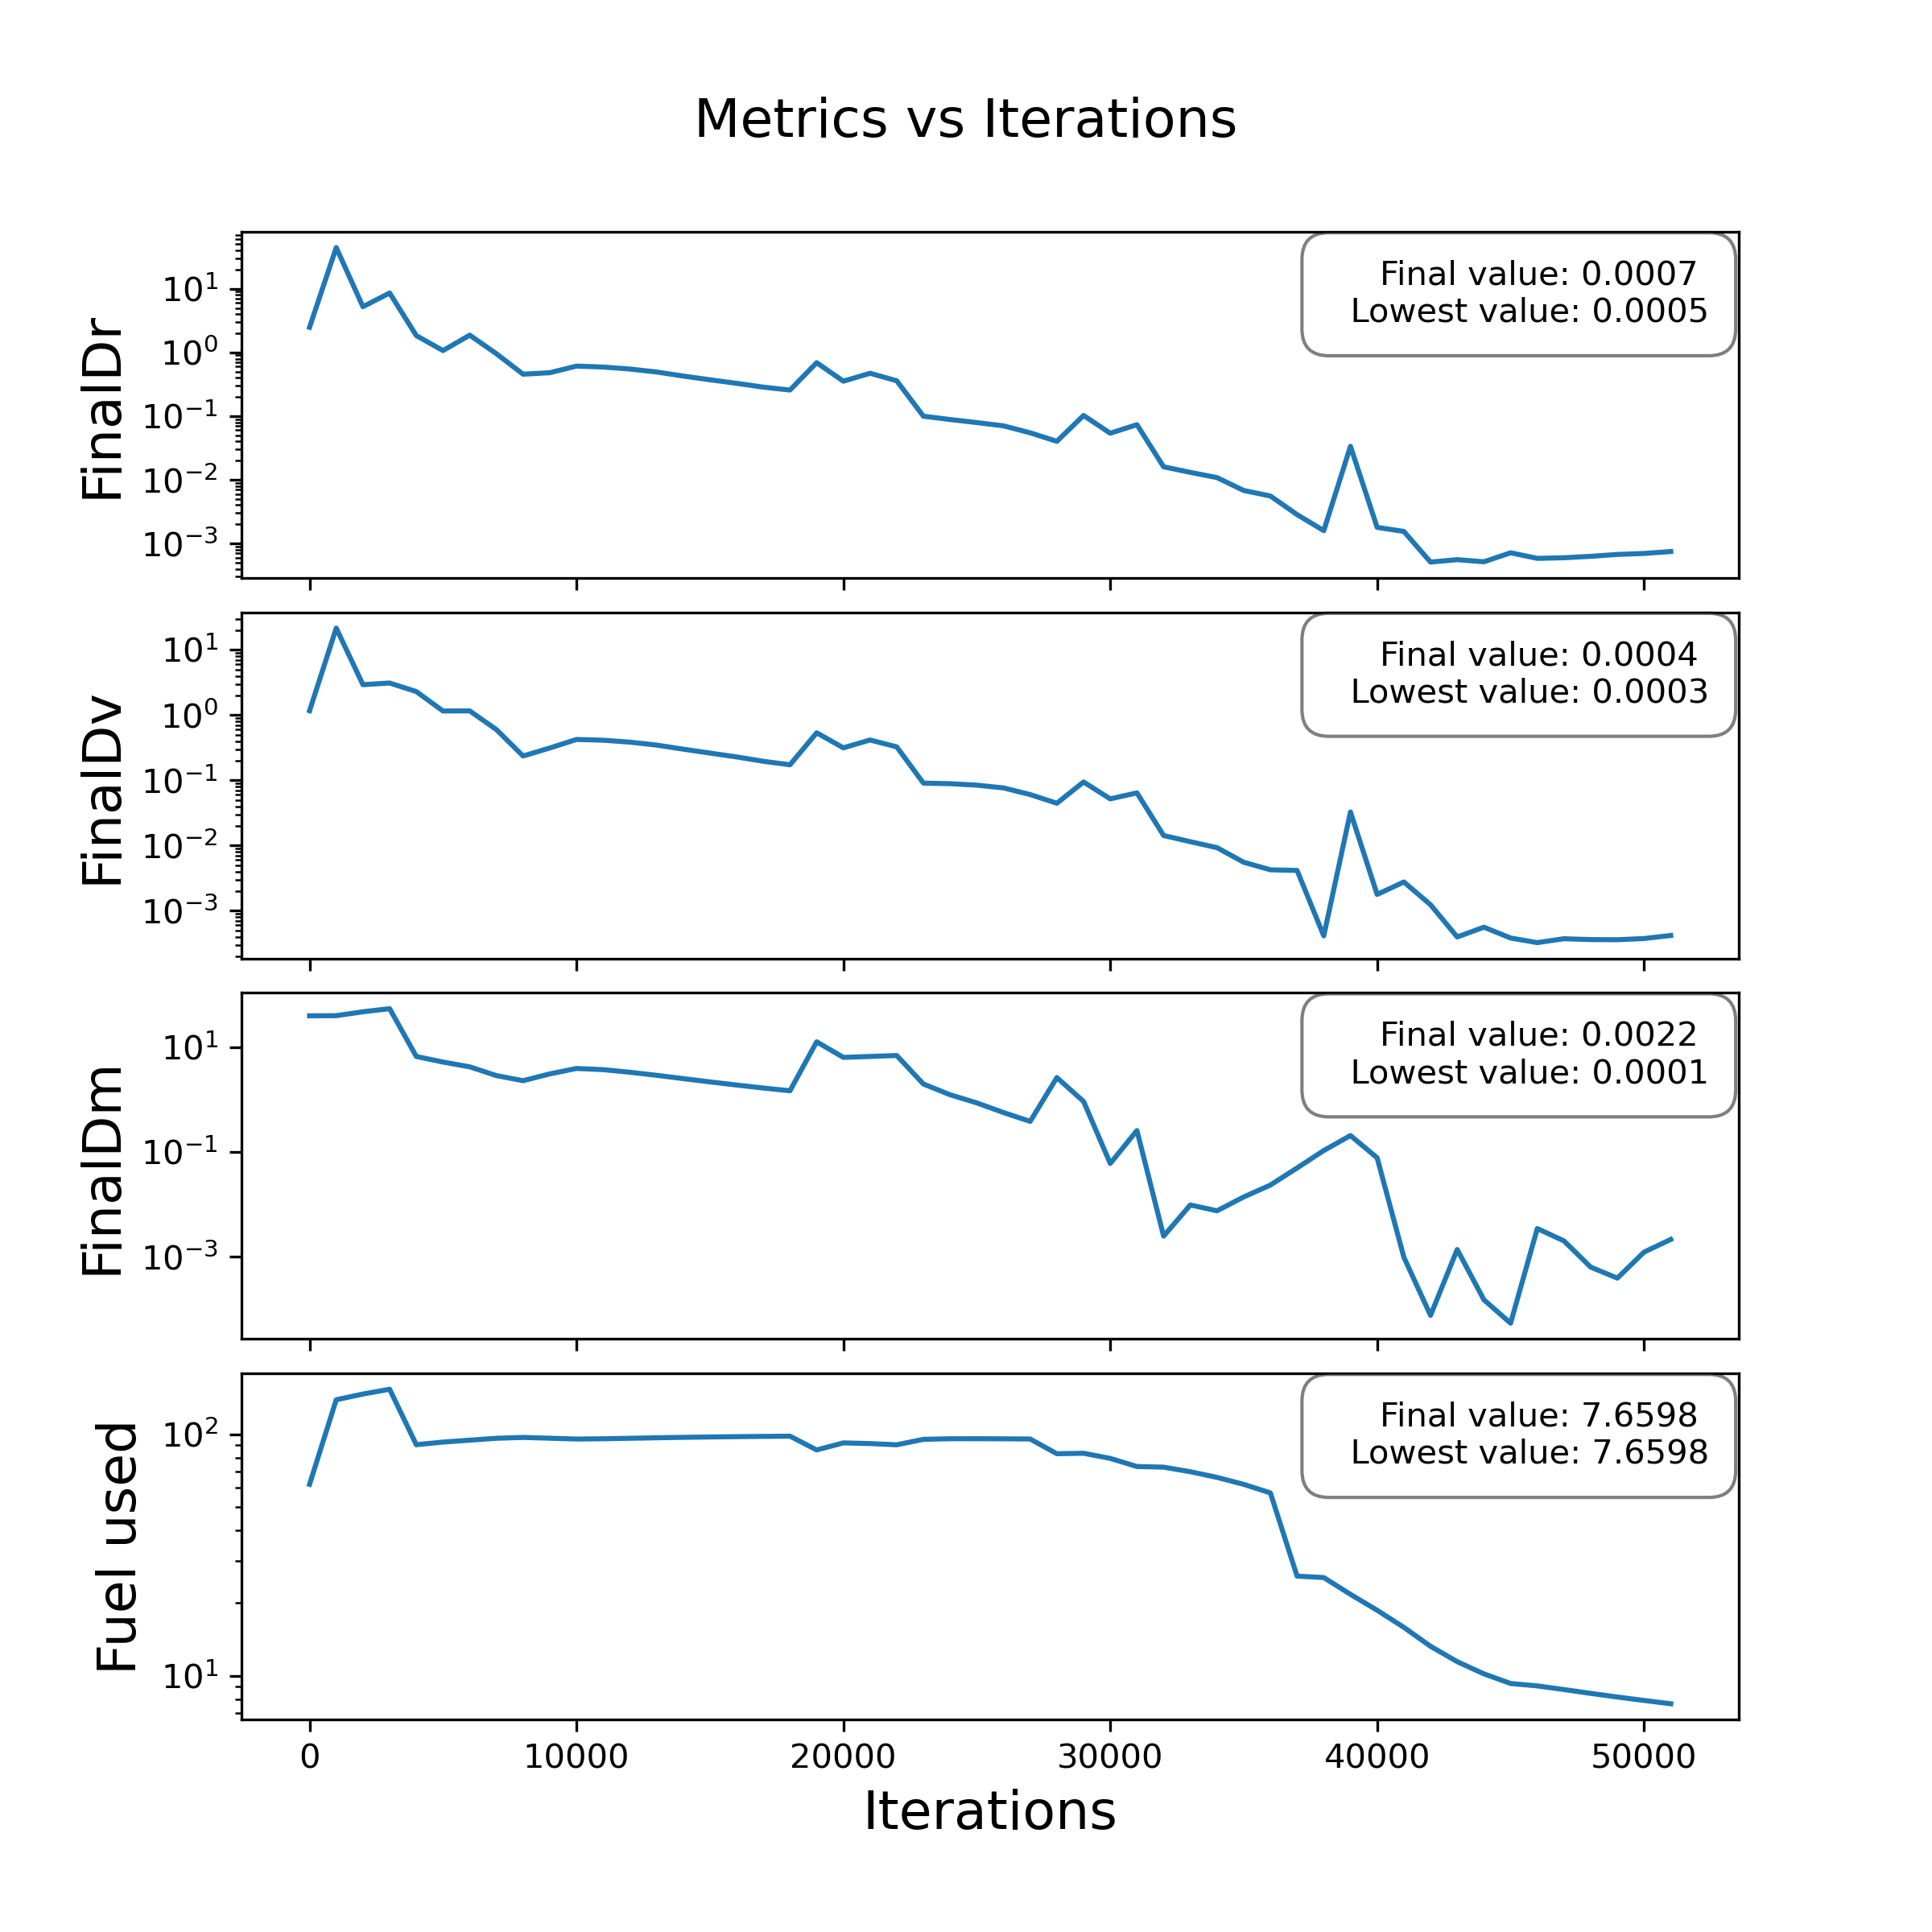 Metrics vs Iterations
FinalDr
10¹
10⁰
10⁻¹
10⁻²
10⁻³
Final value: 0.0007
Lowest value: 0.0005
FinalDv
10¹
10⁰
10⁻¹
10⁻²
10⁻³
Final value: 0.0004
Lowest value: 0.0003
FinalDm
10¹
10⁻¹
10⁻³
Final value: 0.0022
Lowest value: 0.0001
Fuel used
10²
10¹
Final value: 7.6598
Lowest value: 7.6598
0 10000 20000 30000 40000 50000
Iterations